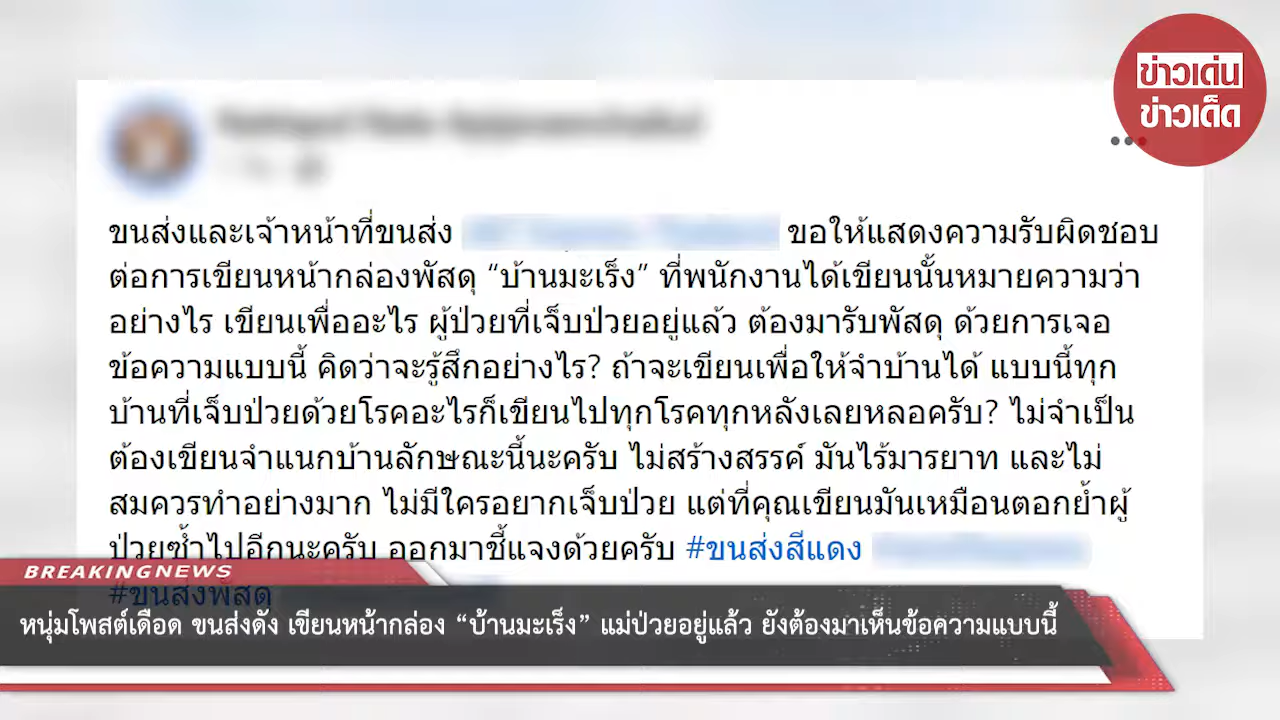 ข่าวเด่น
ข่าวเด็ด
ขนส่งและเจ้าหน้าที่ขนส่ง ขอให้แสดงความรับผิดชอบ
ต่อการเขียนหน้ากล่องพัสดุ “บ้านมะเร็ง” ที่พนักงานได้เขียนนั้นหมายความว่า
อย่างไร เขียนเพื่ออะไร ผู้ป่วยที่เจ็บป่วยอยู่แล้ว ต้องมารับพัสดุ ด้วยการเจอ
ข้อความแบบนี้ คิดว่าจะรู้สึกอย่างไร? ถ้าจะเขียนเพื่อให้จำบ้านได้ แบบนี้ทุก
บ้านที่เจ็บป่วยด้วยโรคอะไรก็เขียนไปทุกโรคทุกหลังเลยหลอครับ? ไม่จำเป็น
ต้องเขียนจำแนกบ้านลักษณะนี้นะครับ ไม่สร้างสรรค์ มันไร้มารยาท และไม่
สมควรทำอย่างมาก ไม่มีใครอยากเจ็บป่วย แต่ที่คุณเขียนมันเหมือนตอกย้ำผู้
ป่วยซ้ำไปอีกนะครับ ออกมาชี้แจงด้วยครับ #ขนส่งสีแดง
#ขนส่งพัสดุ
BREAKING NEWS
หนุ่มโพสต์เดือด ขนส่งดัง เขียนหน้ากล่อง “บ้านมะเร็ง” แม่ป่วยอยู่แล้ว ยังต้องมาเห็นข้อความแบบนี้